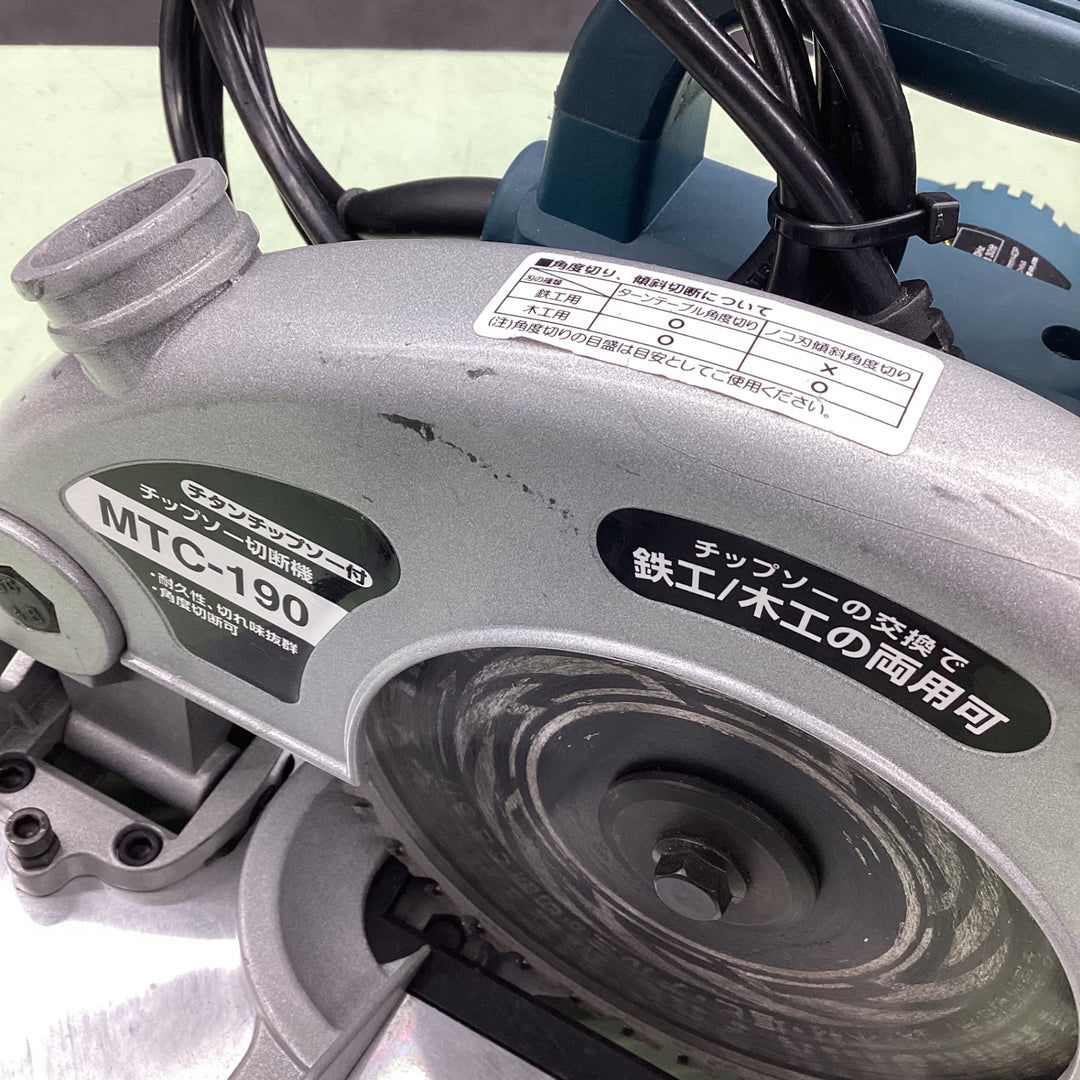 ■角度切り、傾斜切断について
刃の種類 ターンテーブル角度切り ノコ刃傾斜角度切り
鉄工用 ○ ×
木工用 ○ ○
(注)角度切りの目盛は目安としてご使用ください。
チタンチップソー付
チップソー切断機
MTC-190
・耐久性、切れ味抜群
・角度切断可
チップソーの交換で
鉄工/木工の両用可